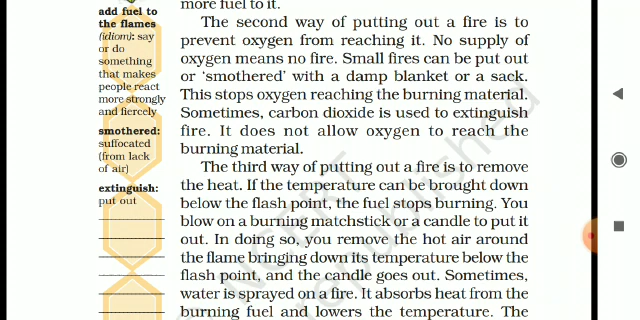 more fuel to it.
The second way of putting out a fire is to
prevent oxygen from reaching it. No supply of
oxygen means no fire. Small fires can be put out
or ‘smothered’ with a damp blanket or a sack.
This stops oxygen reaching the burning material.
Sometimes, carbon dioxide is used to extinguish
fire. It does not allow oxygen to reach the
burning material.
The third way of putting out a fire is to remove
the heat. If the temperature can be brought down
below the flash point, the fuel stops burning. You
blow on a burning matchstick or a candle to put it
out. In doing so, you remove the hot air around
the flame bringing down its temperature below the
flash point, and the candle goes out. Sometimes,
water is sprayed on a fire. It absorbs heat from the
burning fuel and lowers the temperature. The
add fuel to
the flames
(idiom): say
or do
something
that makes
people react
more strongly
and fiercely
smothered:
suffocated
(from lack
of air)
extinguish:
put out
NCERT
republished